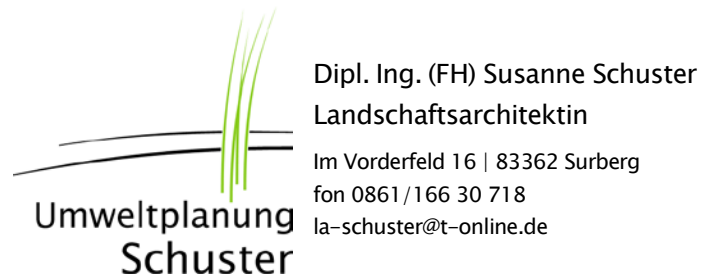 Umweltplanung
Schuster
Dipl. Ing. (FH) Susanne Schuster
Landschaftsarchitektin
Im Vorderfeld 16 | 83362 Surberg
fon 0861/166 30 718
la-schuster@t-online.de